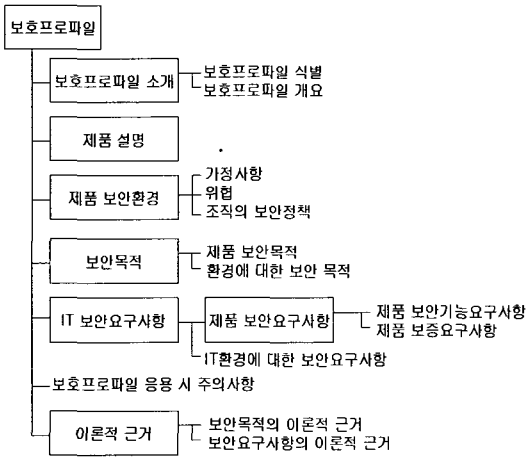 보호프로파일
보호프로파일 소개
보호프로파일 식별
보호프로파일 개요
제품 설명
제품 보안환경
가정사항
위협
조직의 보안정책
보안목적
제품 보안목적
환경에 대한 보안 목적
IT 보안요구사항
제품 보안요구사항
제품 보안기능요구사항
제품 보증요구사항
IT환경에 대한 보안요구사항
보호프로파일 응용 시 주의사항
이론적 근거
보안목적의 이론적 근거
보안요구사항의 이론적 근거